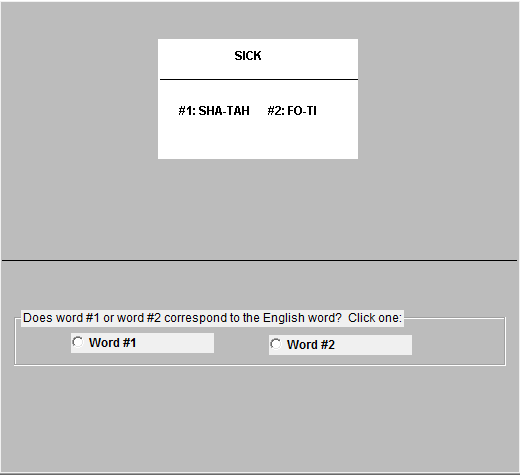 SICK
#1: SHA-TAH #2: FO-TI
Does word #1 or word #2 correspond to the English word? Click one:
Word #1 Word #2